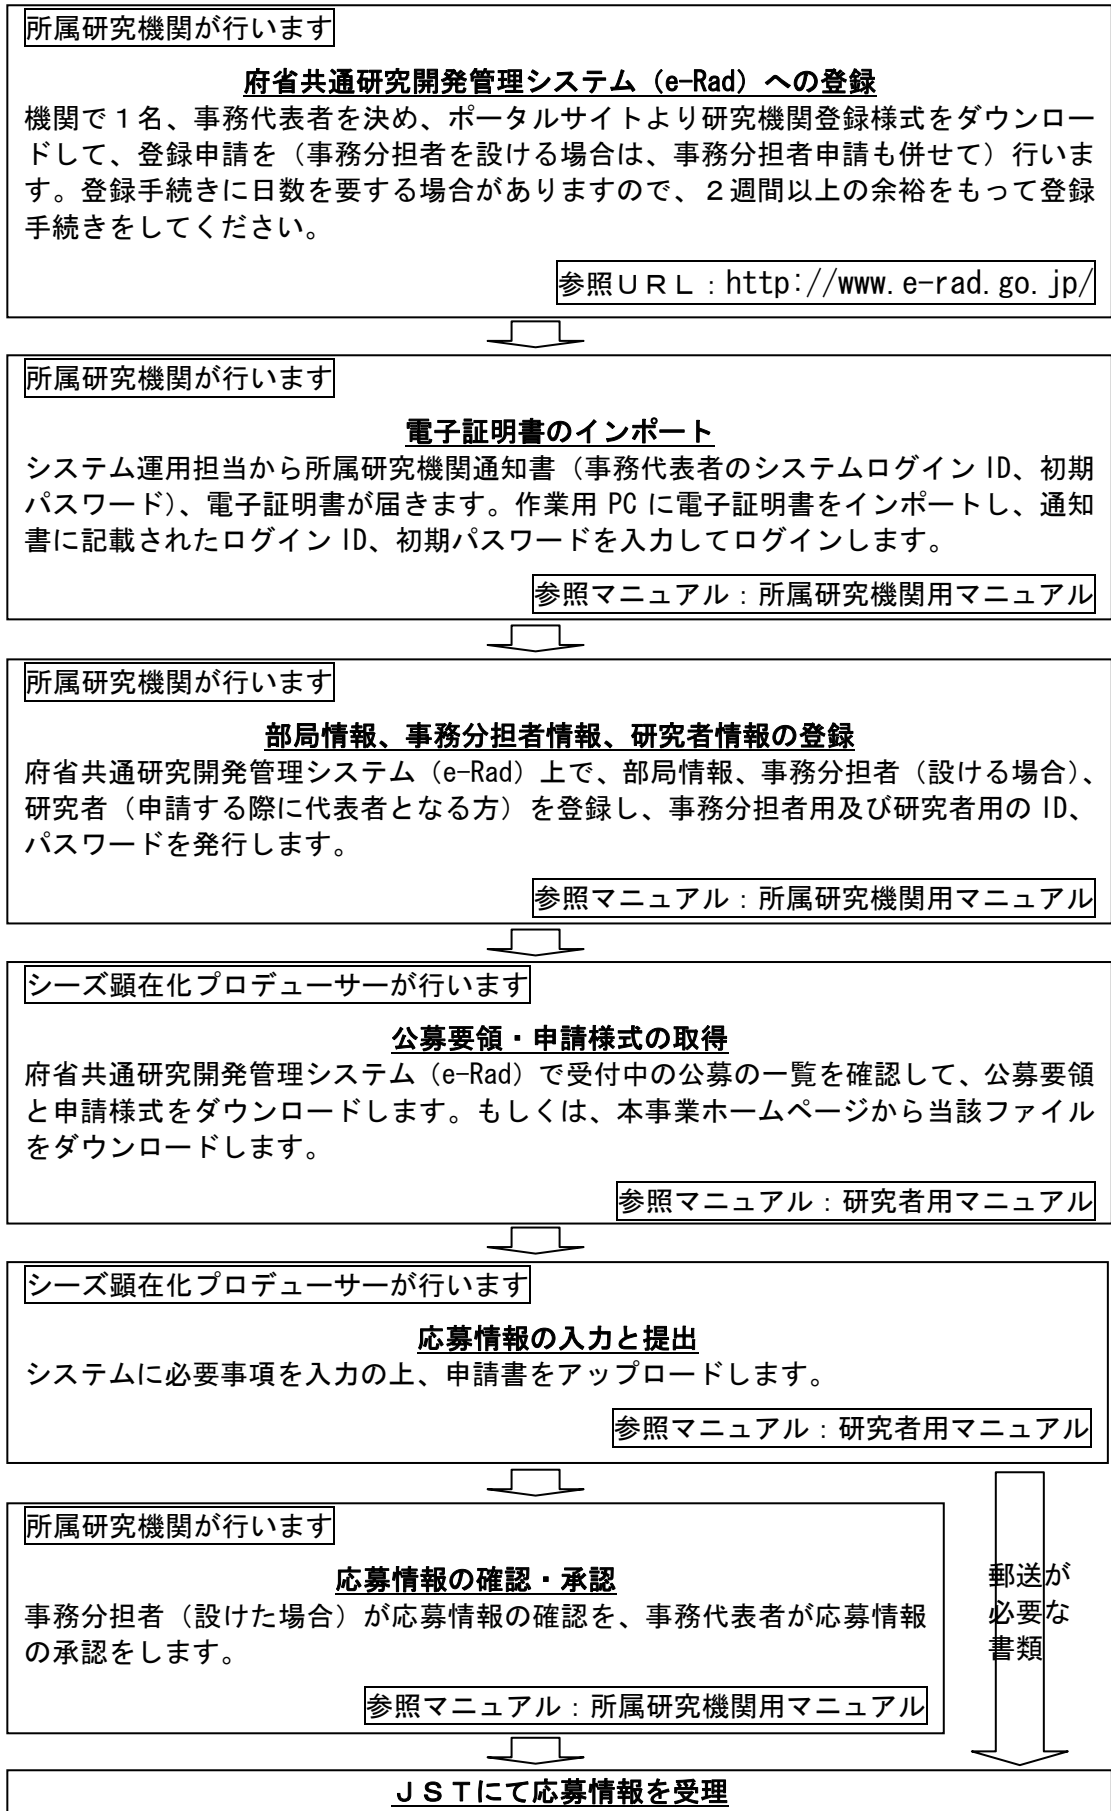 所属研究機関が行います
府省共通研究開発管理システム（e-Rad）への登録
機関で１名、事務代表者を決め、ポータルサイトより研究機関登録様式をダウンロー
ドして、登録申請を（事務分担者を設ける場合は、事務分担者申請も併せて）行いま
す。登録手続きに日数を要する場合がありますので、２週間以上の余裕をもって登録
手続きをしてください。
参照ＵＲＬ：http://www.e-rad.go.jp/
所属研究機関が行います
電子証明書のインポート
システム運用担当から所属研究機関通知書（事務代表者のシステムログイン ID、初期
パスワード）、電子証明書が届きます。作業用 PC に電子証明書をインポートし、通知
書に記載されたログイン ID、初期パスワードを入力してログインします。
参照マニュアル：所属研究機関用マニュアル
所属研究機関が行います
部局情報、事務分担者情報、研究者情報の登録
府省共通研究開発管理システム（e-Rad）上で、部局情報、事務分担者（設ける場合）、
研究者（申請する際に代表者となる方）を登録し、事務分担者用及び研究者用の ID、
パスワードを発行します。
参照マニュアル：所属研究機関用マニュアル
シーズ顕在化プロデューサーが行います
公募要領・申請様式の取得
府省共通研究開発管理システム（e-Rad）で受付中の公募の一覧を確認して、公募要領
と申請様式をダウンロードします。もしくは、本事業ホームページから当該ファイル
をダウンロードします。
参照マニュアル：研究者用マニュアル
シーズ顕在化プロデューサーが行います
応募情報の入力と提出
システムに必要事項を入力の上、申請書をアップロードします。
参照マニュアル：研究者用マニュアル
所属研究機関が行います
応募情報の確認・承認
事務分担者（設けた場合）が応募情報の確認を、事務代表者が応募情報
の承認をします。
参照マニュアル：所属研究機関用マニュアル
郵送が
必要な
書類
ＪＳＴにて応募情報を受理